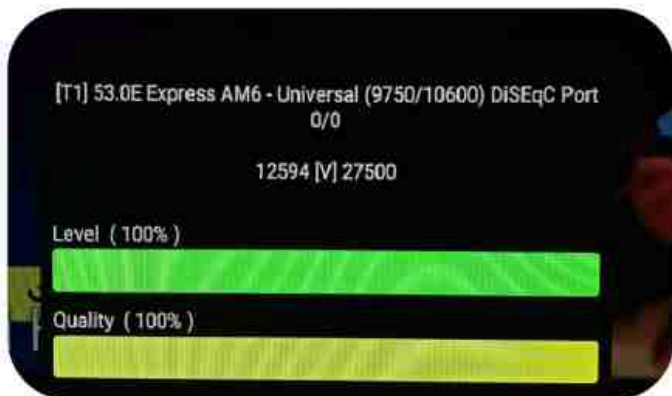 [T1] 53.0E Express AM6 - Universal (9750/10600) DiSEqC Port
0/0
12594 [V] 27500
Level ( 100% )
Quality ( 100% )